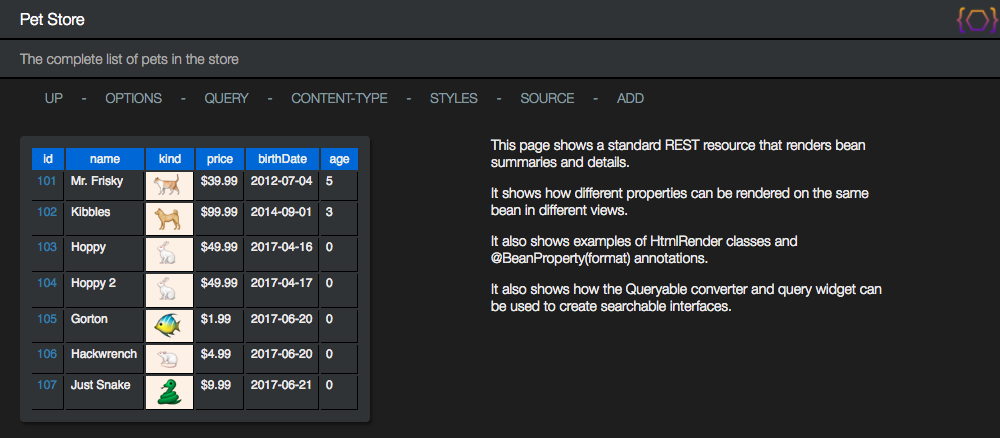 Pet Store
The complete list of pets in the store
UP - OPTIONS - QUERY - CONTENT-TYPE - STYLES - SOURCE - ADD
id name kind price birthDate age
101 Mr. Frisky $39.99 2012-07-04 5
102 Kibbles $99.99 2014-09-01 3
103 Hoppy $49.99 2017-04-16 0
104 Hoppy 2 $49.99 2017-04-17 0
105 Gorton $1.99 2017-06-20 0
106 Hackwrench $4.99 2017-06-20 0
107 Just Snake $9.99 2017-06-21 0
This page shows a standard REST resource that renders bean
summaries and details.
It shows how different properties can be rendered on the same
bean in different views.
It also shows examples of HtmlRender classes and
@BeanProperty(format) annotations.
It also shows how the Queryable converter and query widget can
be used to create searchable interfaces.